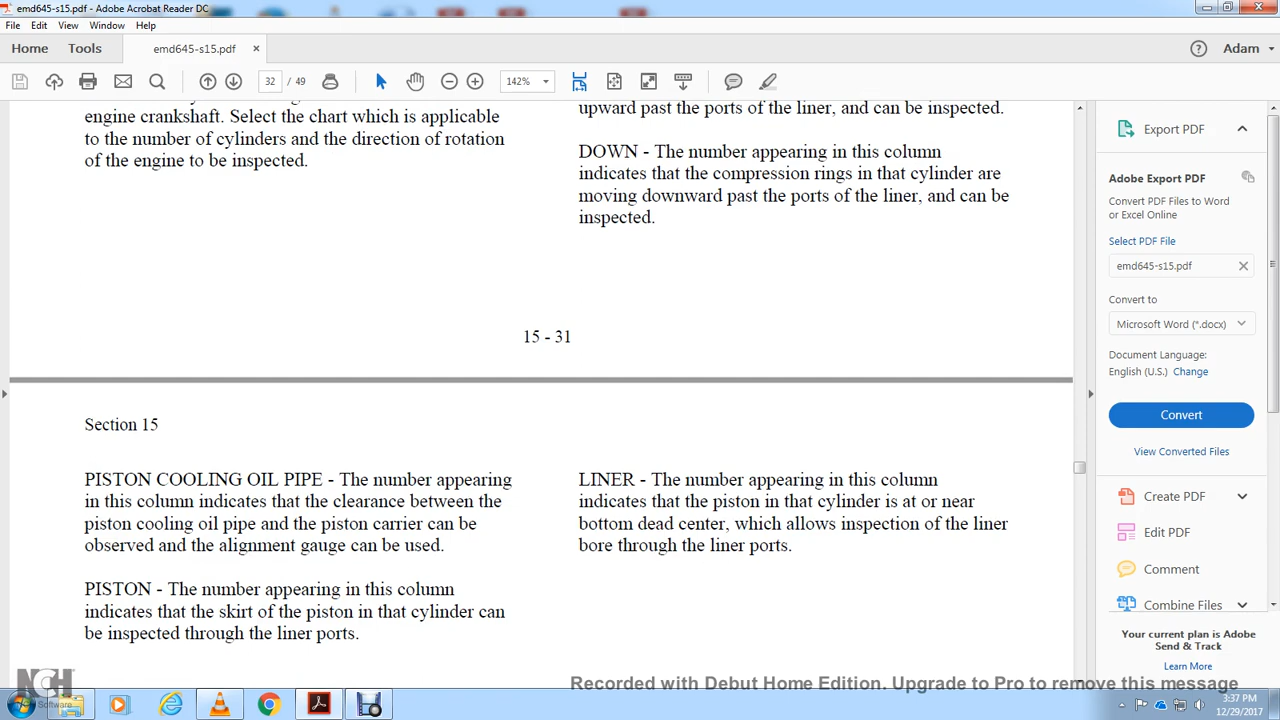 emd645-s15.pdf - Adobe Acrobat Reader DC
File Edit View Window Help
Home Tools emd645-s15.pdf × Adam
32 / 49 142%
engine crankshaft. Select the chart which is applicable
to the number of cylinders and the direction of rotation
of the engine to be inspected.
upward past the ports of the liner, and can be inspected.
DOWN - The number appearing in this column
indicates that the compression rings in that cylinder are
moving downward past the ports of the liner, and can be
inspected.
15 - 31
Section 15
PISTON COOLING OIL PIPE - The number appearing
in this column indicates that the clearance between the
piston cooling oil pipe and the piston carrier can be
observed and the alignment gauge can be used.
PISTON - The number appearing in this column
indicates that the skirt of the piston in that cylinder can
be inspected through the liner ports.
LINER - The number appearing in this column
indicates that the piston in that cylinder is at or near
bottom dead center, which allows inspection of the liner
bore through the liner ports.
Export PDF
Adobe Export PDF
Convert PDF Files to Word
or Excel Online
Select PDF File
emd645-s15.pdf
Convert to
Microsoft Word (*.docx)
Document Language:
English (U.S.) Change
Convert
View Converted Files
Create PDF
Edit PDF
Comment
Combine Files
Your current plan is Adobe
Send & Track
Learn More
NCH
Software
Recorded with Debut Home Edition. Upgrade to Pro to remove this message
3:37 PM
12/29/2017